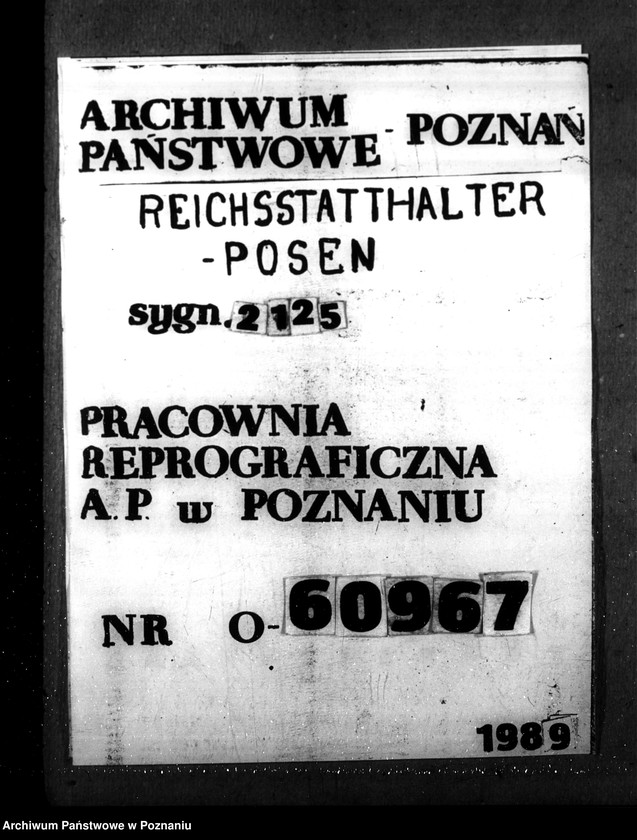 ARCHIWUM
PAŃSTWOWE - POZNAŃ
REICHSSTATTHALTER
-POSEN
sygn. 2125
PRACOWNIA
REPROGRAFICZNA
A.P. w POZNANIU
NR O-60967
1989
Archiwum Państwowe w Poznaniu